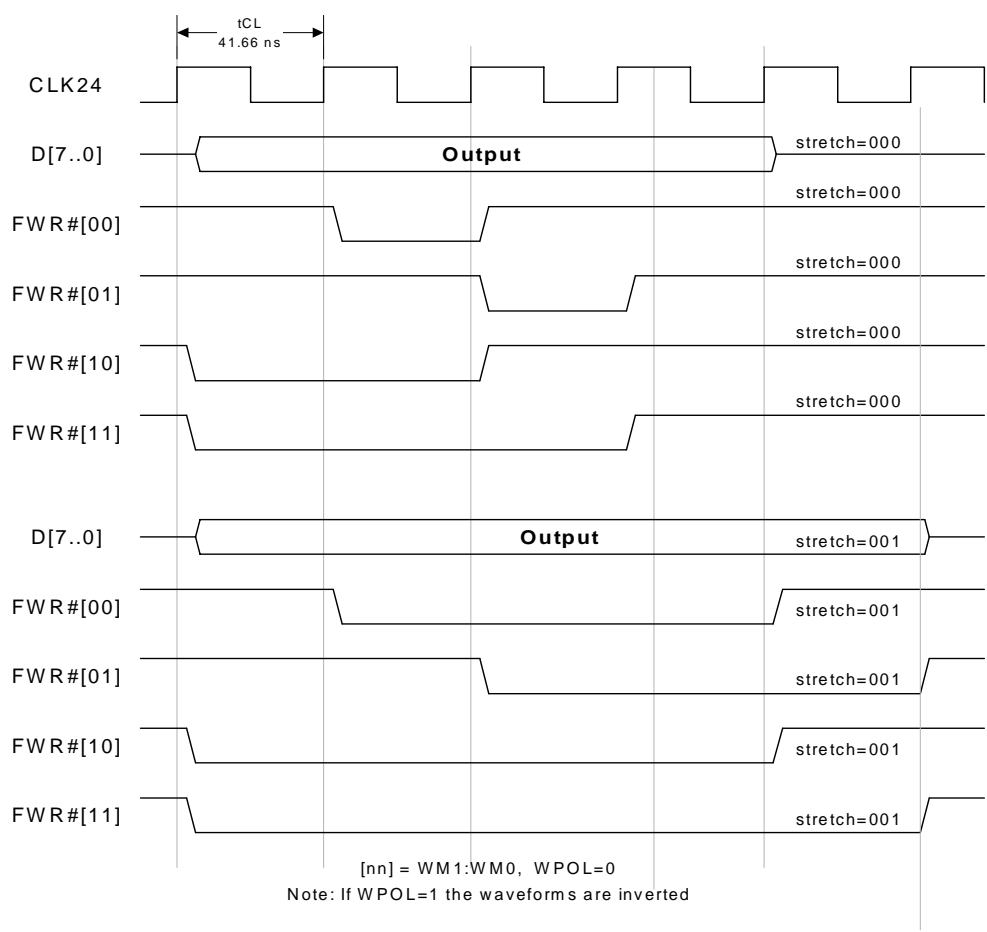 tCL
41.66 ns
CLK24
D[7..0]
Output
stretch=000
FWR#[00]
stretch=000
FWR#[01]
stretch=000
FWR#[10]
stretch=000
FWR#[11]
stretch=000
D[7..0]
Output
stretch=001
FWR#[00]
stretch=001
FWR#[01]
stretch=001
FWR#[10]
stretch=001
FWR#[11]
stretch=001
[nn] = WM1:WM0, WPOL=0
Note: If WPOL=1 the waveforms are inverted